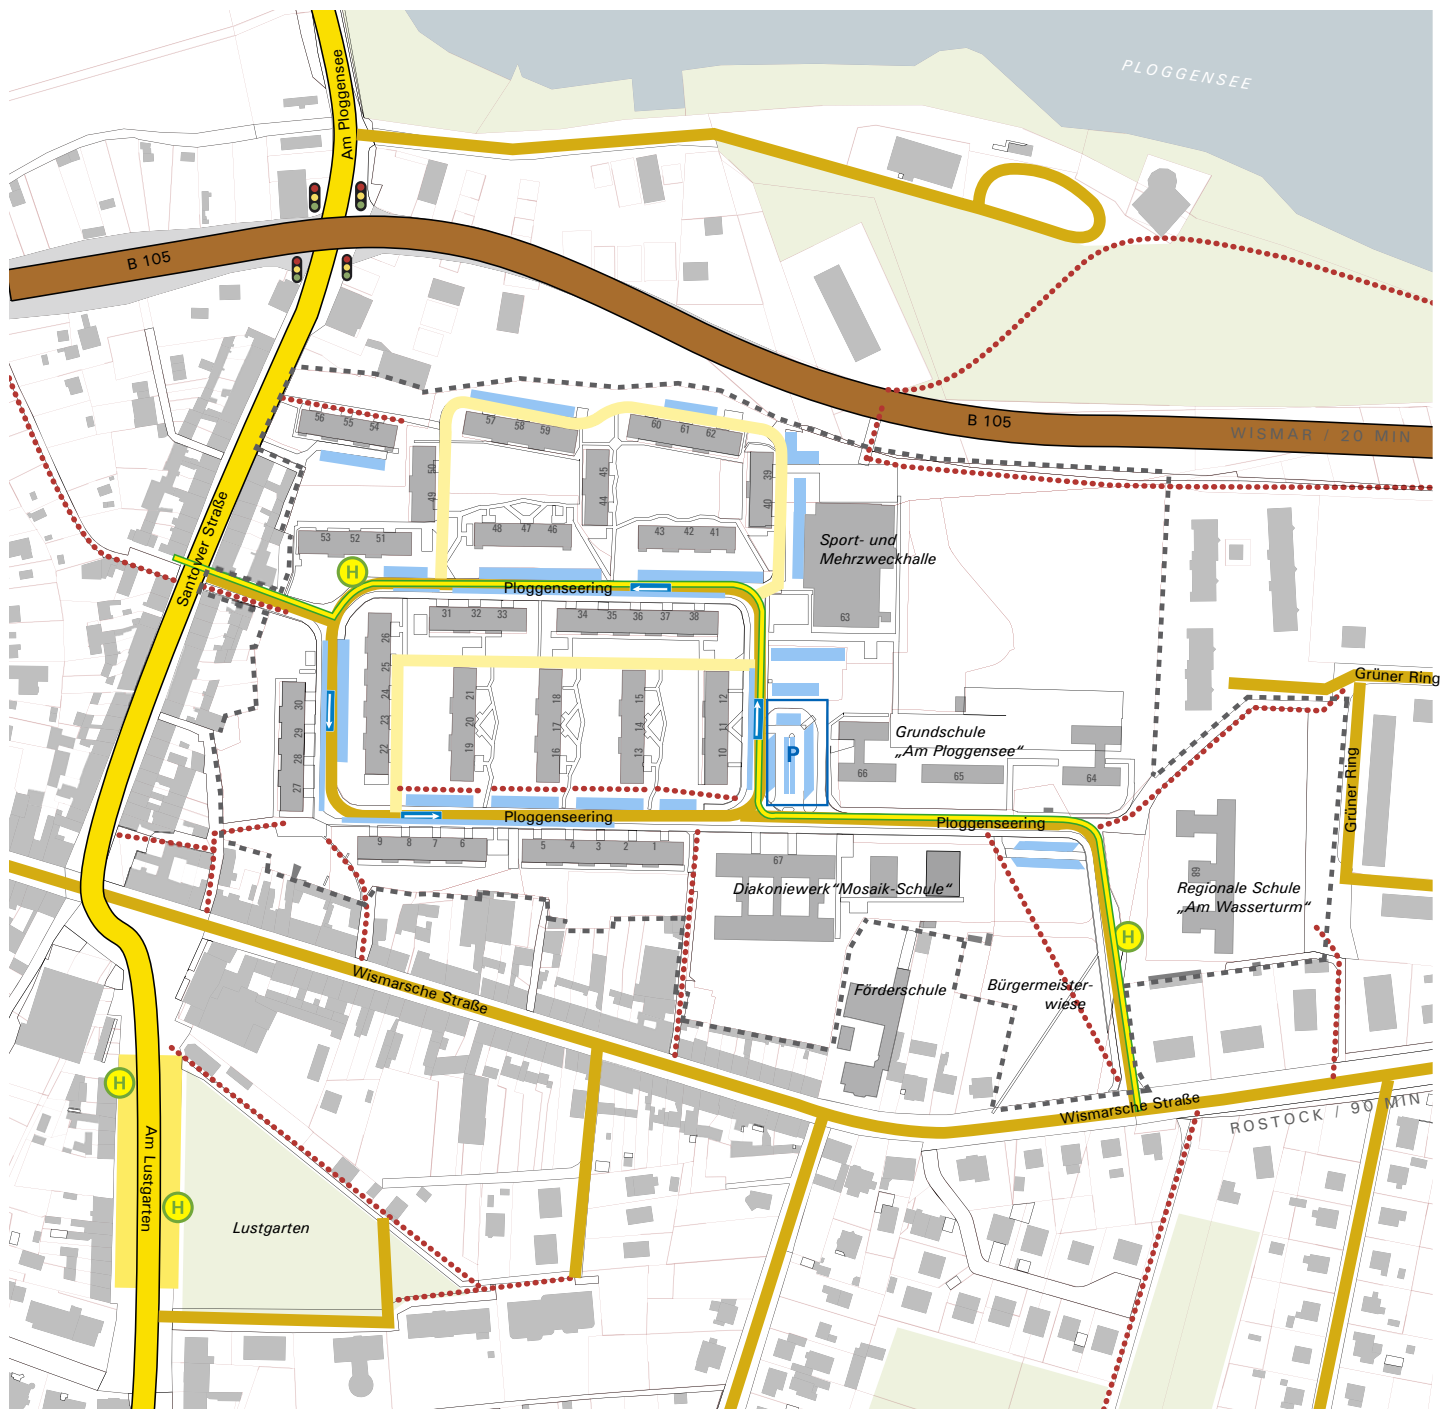 PLOGGENSEE
Am Ploggensee
B 105
B 105
WISMAR / 20 MIN
56
55
54
57
58
59
60
61
62
50
49
45
44
39
40
53
52
51
48
47
46
43
42
41
Santower Straße
Sport- und
Mehrzweckhalle
H
Ploggenseering
31
32
33
34
35
36
37
38
63
26
25
24
23
22
21
20
19
18
17
16
15
14
13
12
11
10
30
29
28
27
Grüner Ring
Grüner Ring
Grundschule
„Am Ploggensee“
P
66
65
64
Ploggenseering
Ploggenseering
9
8
7
6
5
4
3
2
1
67
68
Diakoniewerk“Mosaik-Schule“
Regionale Schule
„Am Wasserturm“
H
Wismarsche Straße
Förderschule
Bürgermeister-
wiese
H
Wismarsche Straße
ROSTOCK / 90 MIN
Am Lustgarten
H
Lustgarten